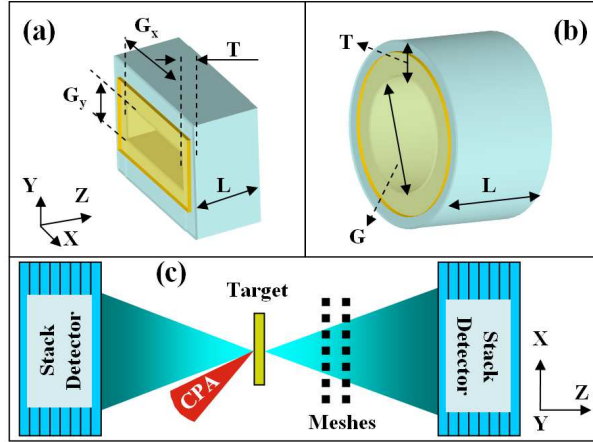 (a)
Gx
T
Gy
L
Y
Z
X
(b)
T
L
G
(c)
Target
Stack
Detector
CPA
Meshes
Stack
Detector
X
Z
Y